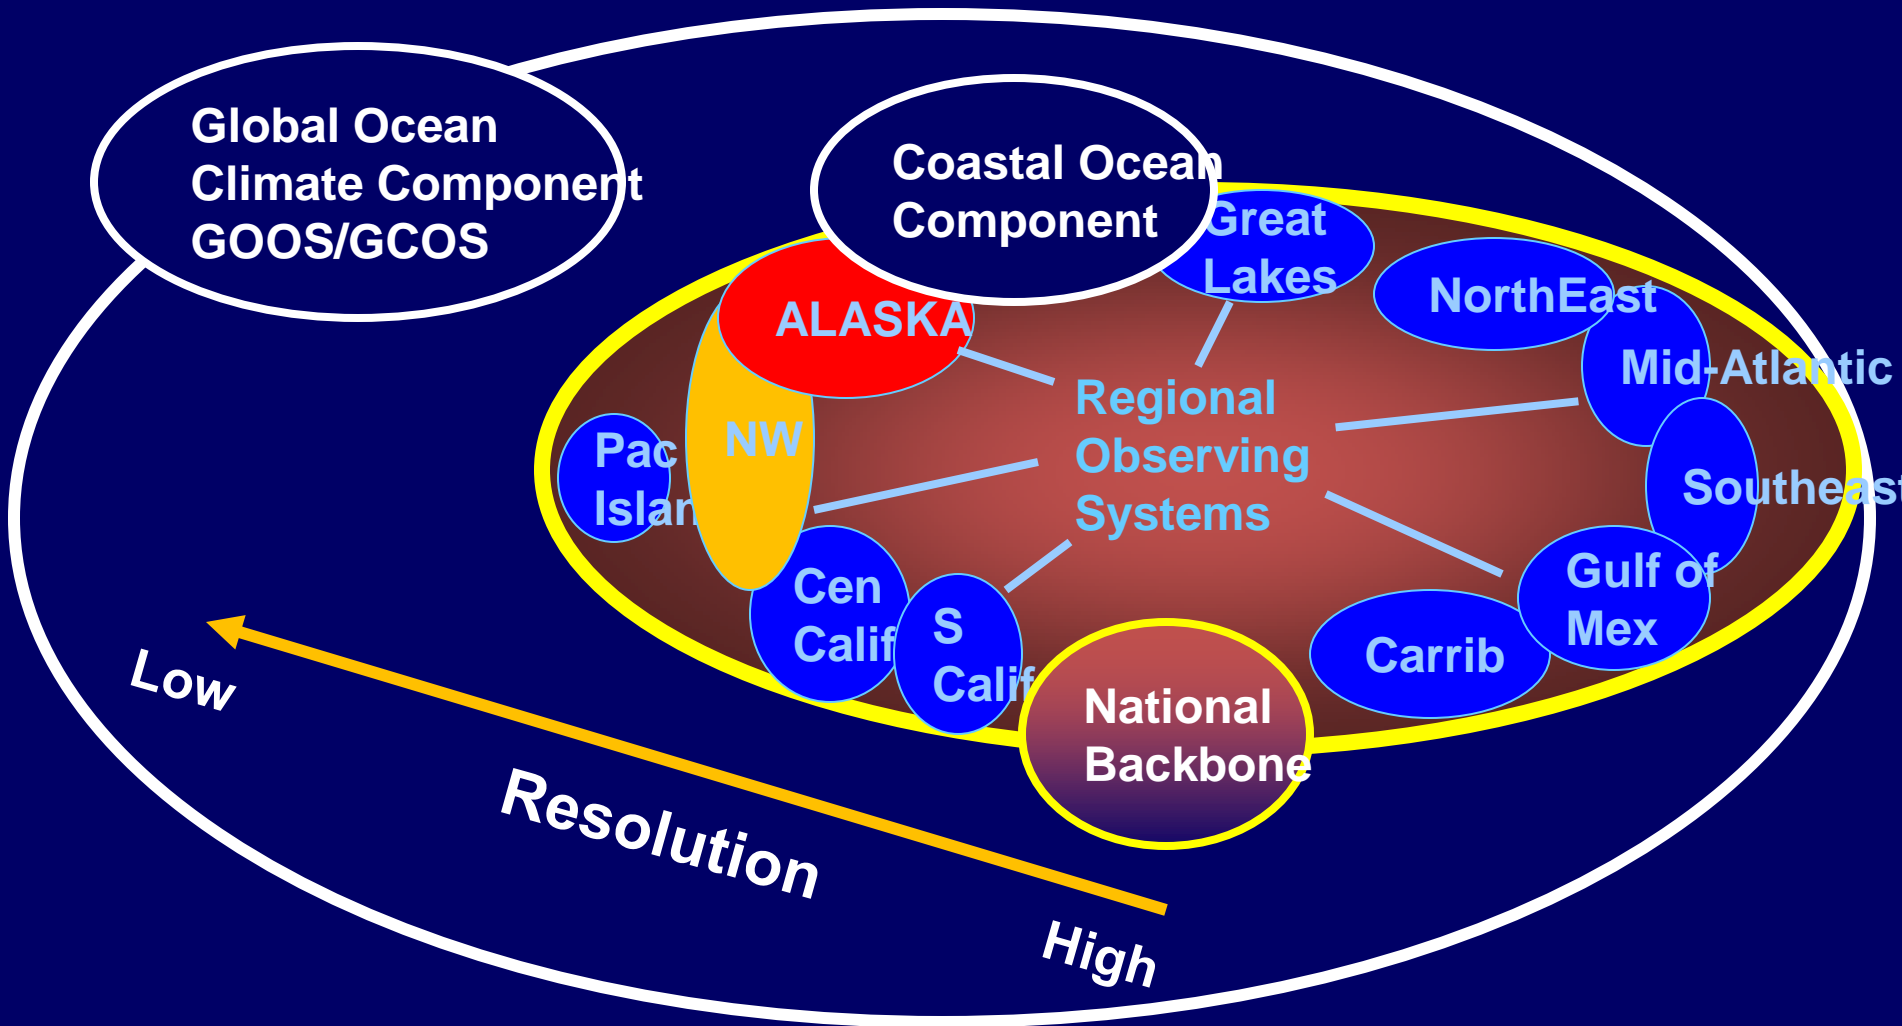 Global Ocean
Climate Component
GOOS/GCOS
Coastal Ocean
Component
Great
Lakes
NorthEast
ALASKA
Mid-Atlantic
Regional
Observing
Systems
NW
Pac
Islan
Southeast
Cen
Calif
S
Calif
Gulf of
Mex
Carrib
National
Backbone
Low
Resolution
High